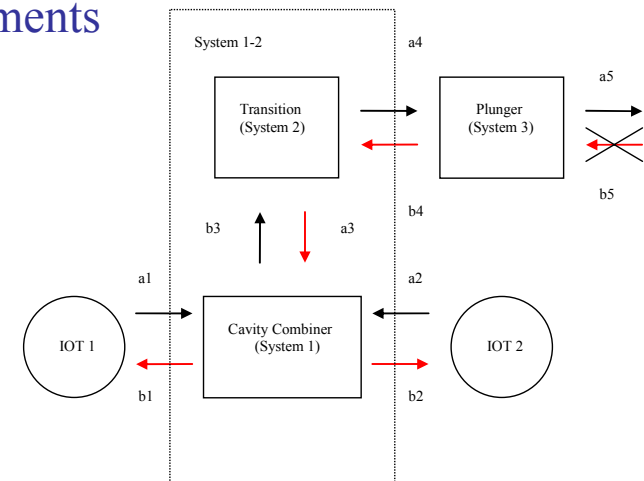 ments
System 1-2
a4
a5
Transition
(System 2)
Plunger
(System 3)
b5
b4
b3
a3
a1
a2
IOT 1
Cavity Combiner
(System 1)
IOT 2
b1
b2